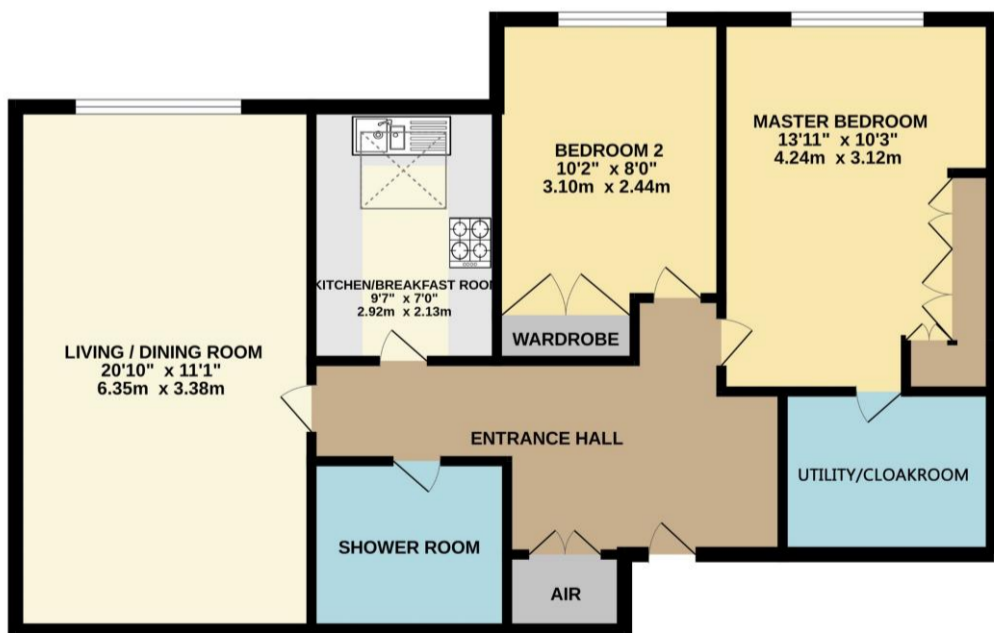 MASTER BEDROOM
13'11" x 10'3"
4.24m x 3.12m
BEDROOM 2
10'2" x 8'0"
3.10m x 2.44m
KITCHEN/BREAKFAST ROOM
9'7" x 7'0"
2.92m x 2.13m
WARDROBE
LIVING / DINING ROOM
20'10" x 11'1"
6.35m x 3.38m
ENTRANCE HALL
UTILITY/CLOAKROOM
SHOWER ROOM
AIR